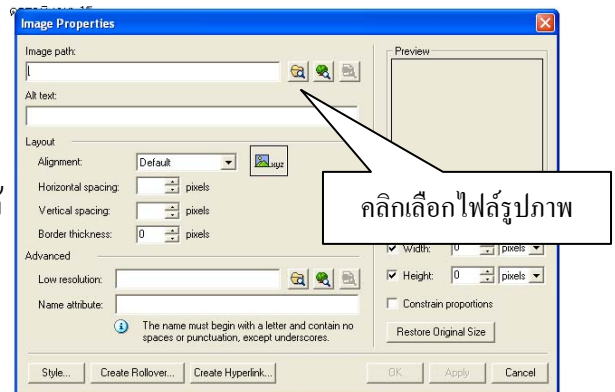 Image Properties
Image path:
Preview
Alt text:
Layout
Alignment:
Default
xyz
Horizontal spacing:
pixels
Vertical spacing:
pixels
Border thickness:
0
pixels
คลิกเลือกไฟล์รูปภาพ
Width:
0
pixels
Advanced
Low resolution:
Height:
0
pixels
Name attribute:
Constrain proportions
The name must begin with a letter and contain no
spaces or punctuation, except underscores.
Restore Original Size
Style...
Create Rollover...
Create Hyperlink...
OK
Apply
Cancel